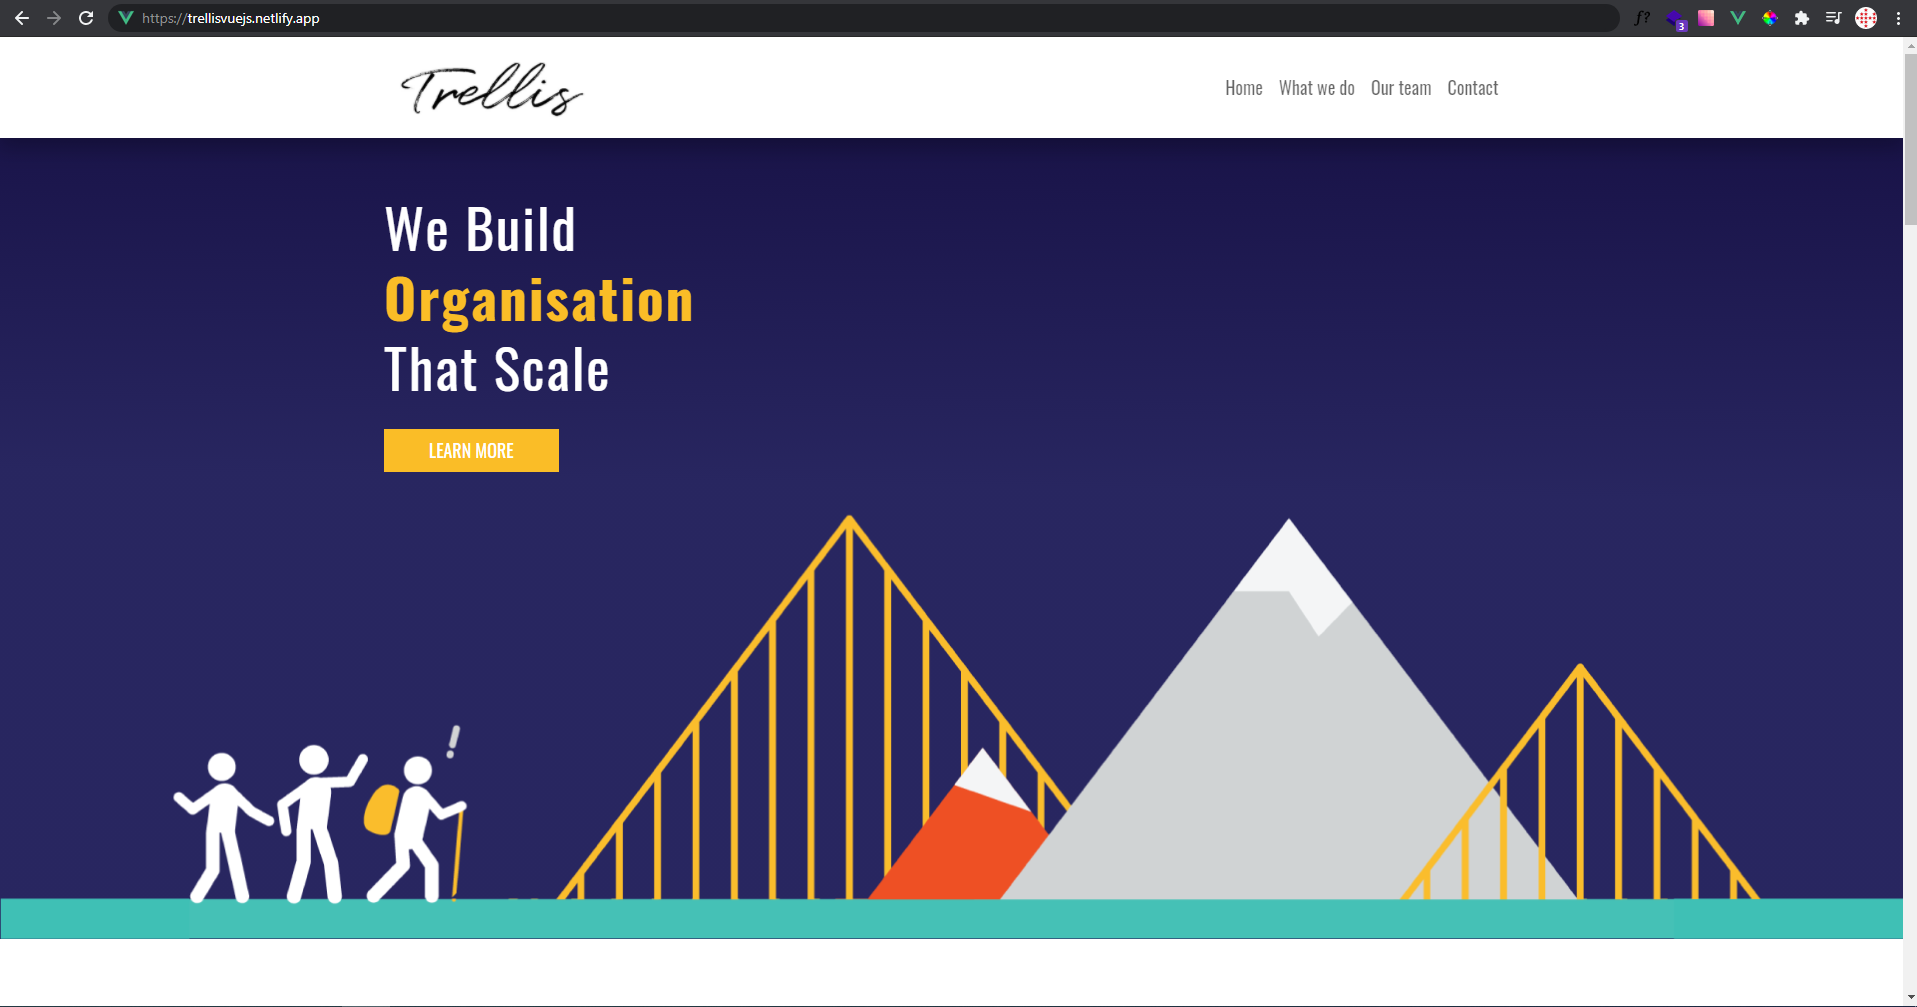 https://trellisvuejs.netlify.app
f?
3
Trellis
Home What we do Our team Contact
We Build
Organisation
That Scale
LEARN MORE
!